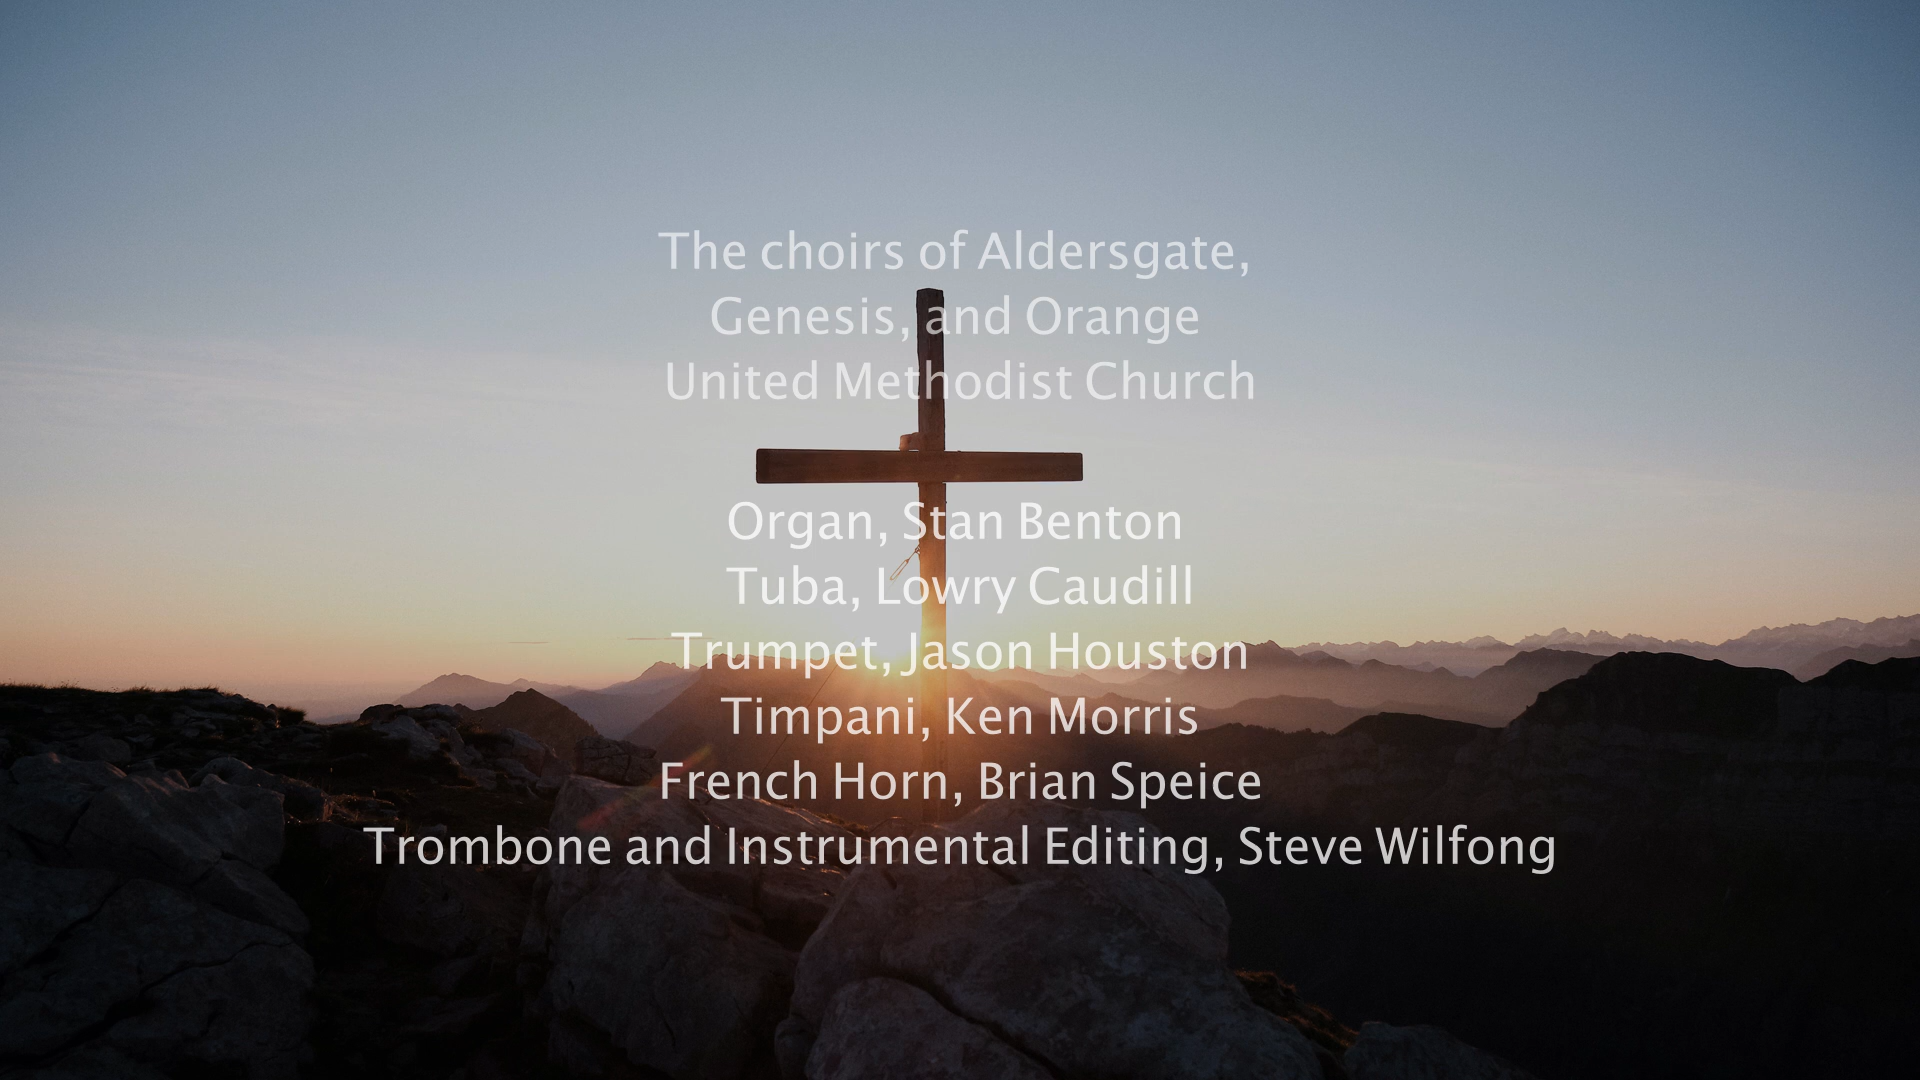 The choirs of Aldersgate,
Genesis, and Orange
United Methodist Church
Organ, Stan Benton
Tuba, Lowry Caudill
Trumpet, Jason Houston
Timpani, Ken Morris
French Horn, Brian Speice
Trombone and Instrumental Editing, Steve Wilfong